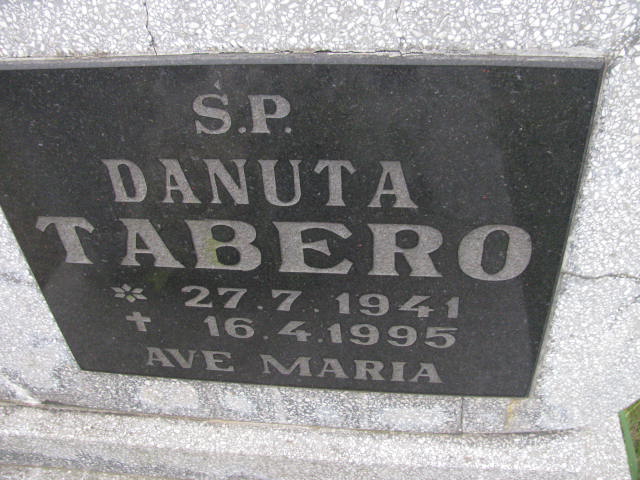 Ś.P.
DANUTA
TABERO
* 27.7.1941
† 16.4.1995
AVE MARIA